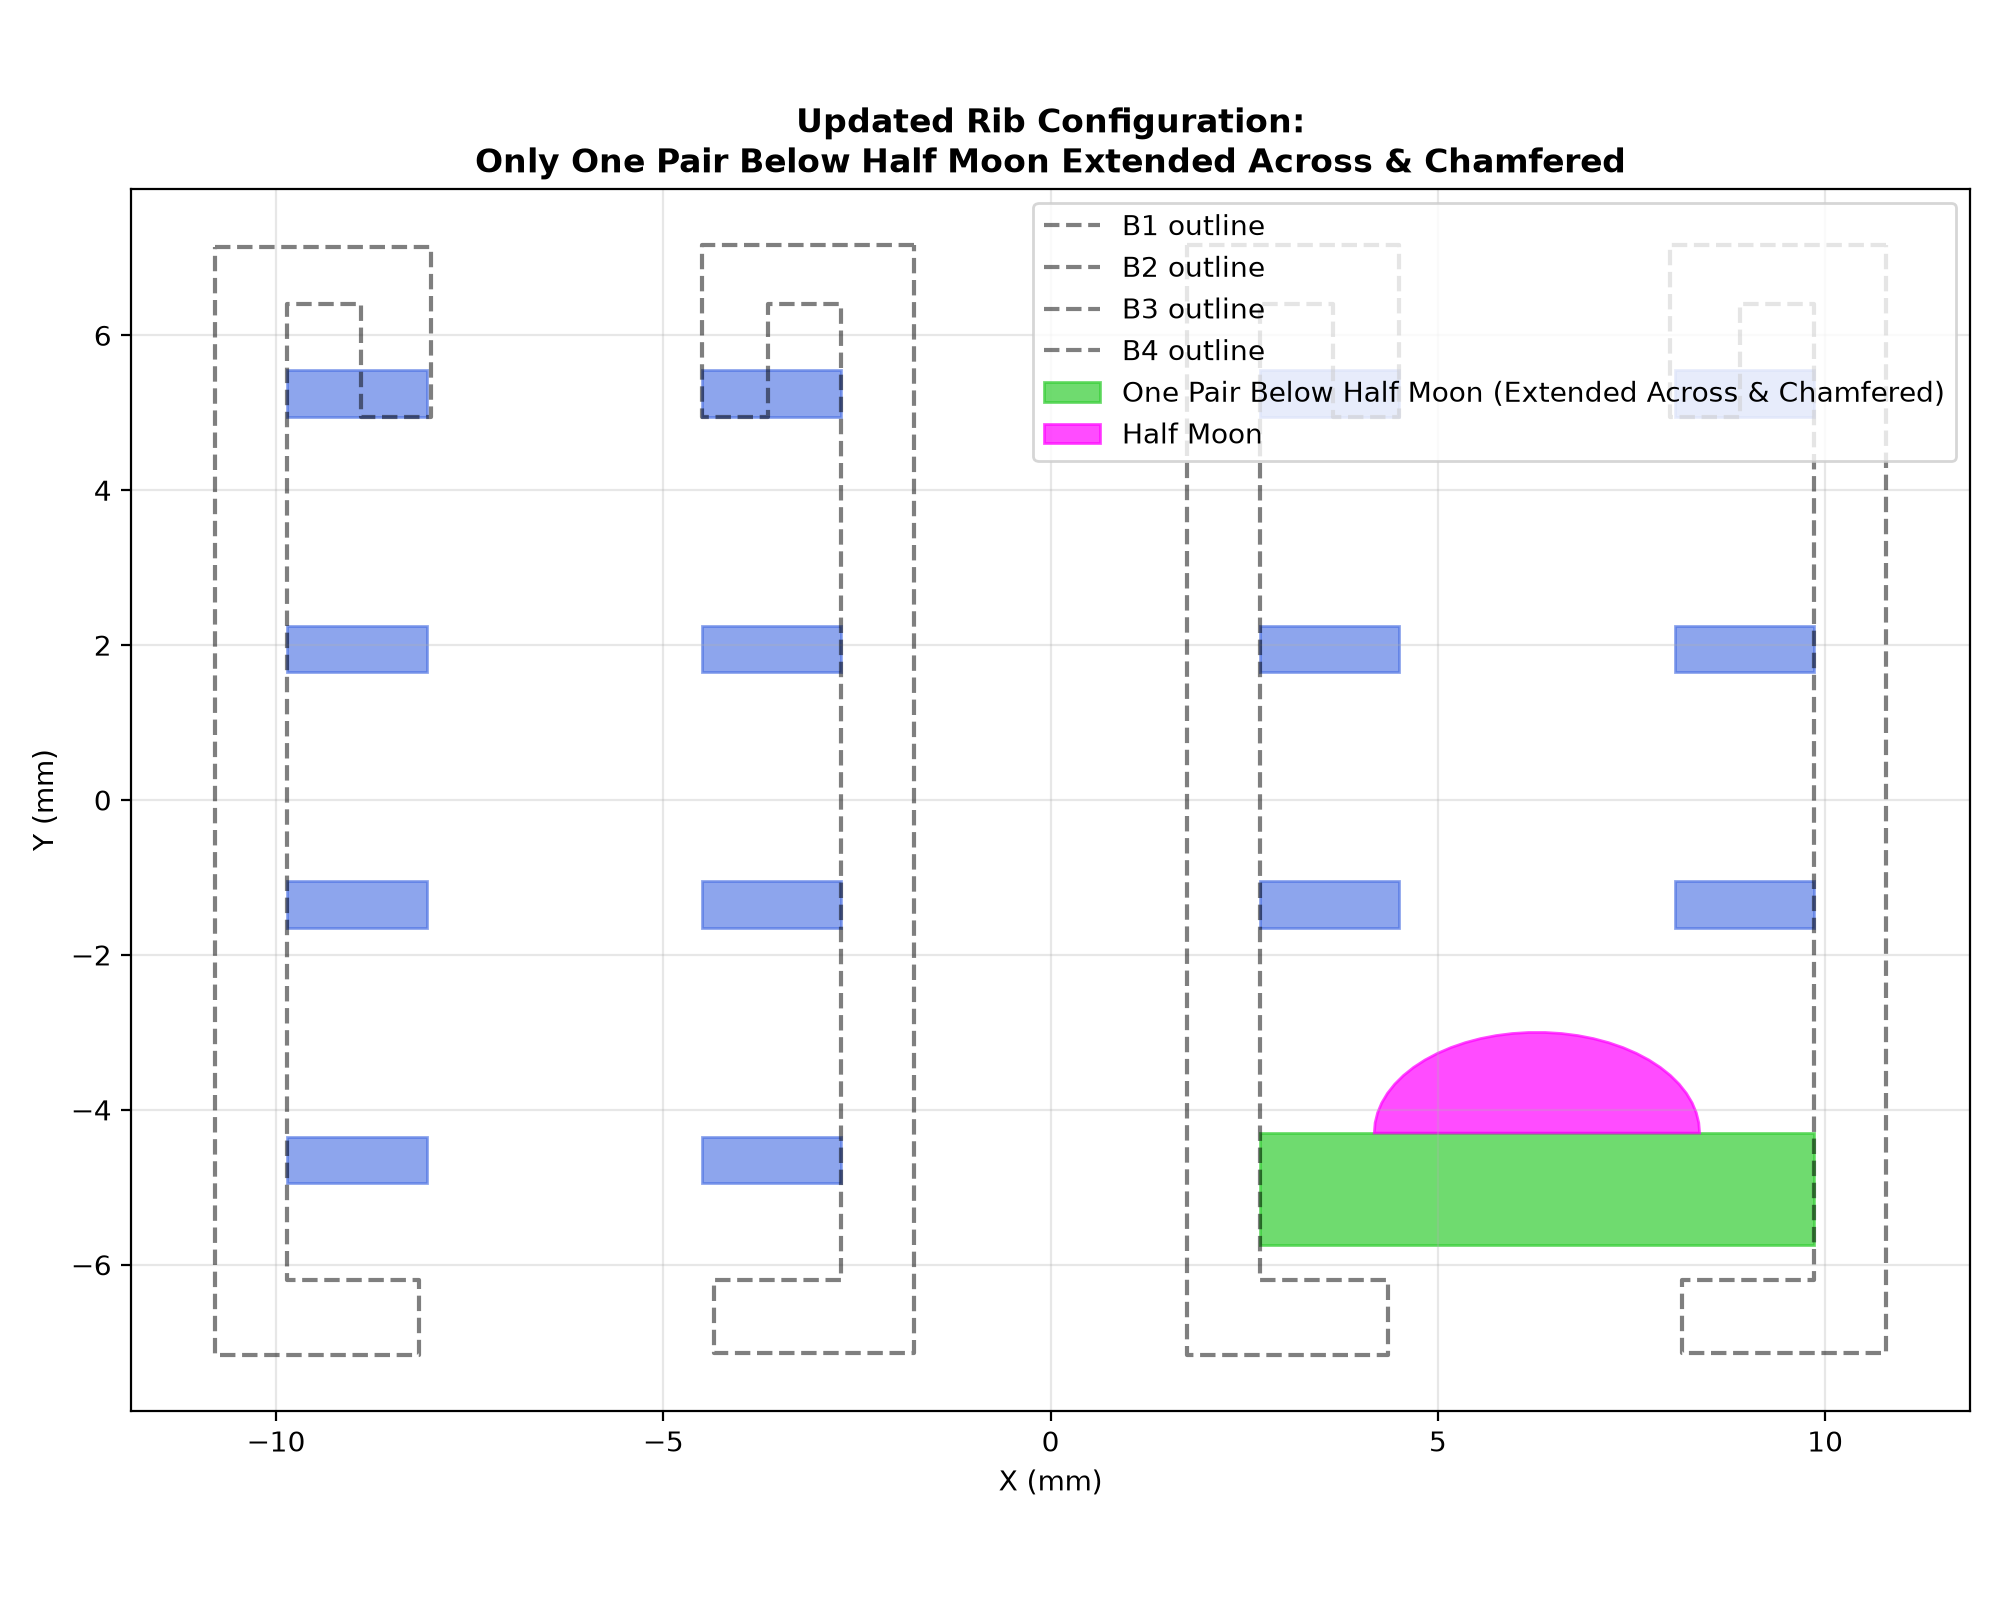 Updated Rib Configuration:
Only One Pair Below Half Moon Extended Across & Chamfered
B1 outline
B2 outline
B3 outline
B4 outline
One Pair Below Half Moon (Extended Across & Chamfered)
Half Moon
6
4
2
0
−2
−4
−6
Y (mm)
−10
−5
0
5
10
X (mm)